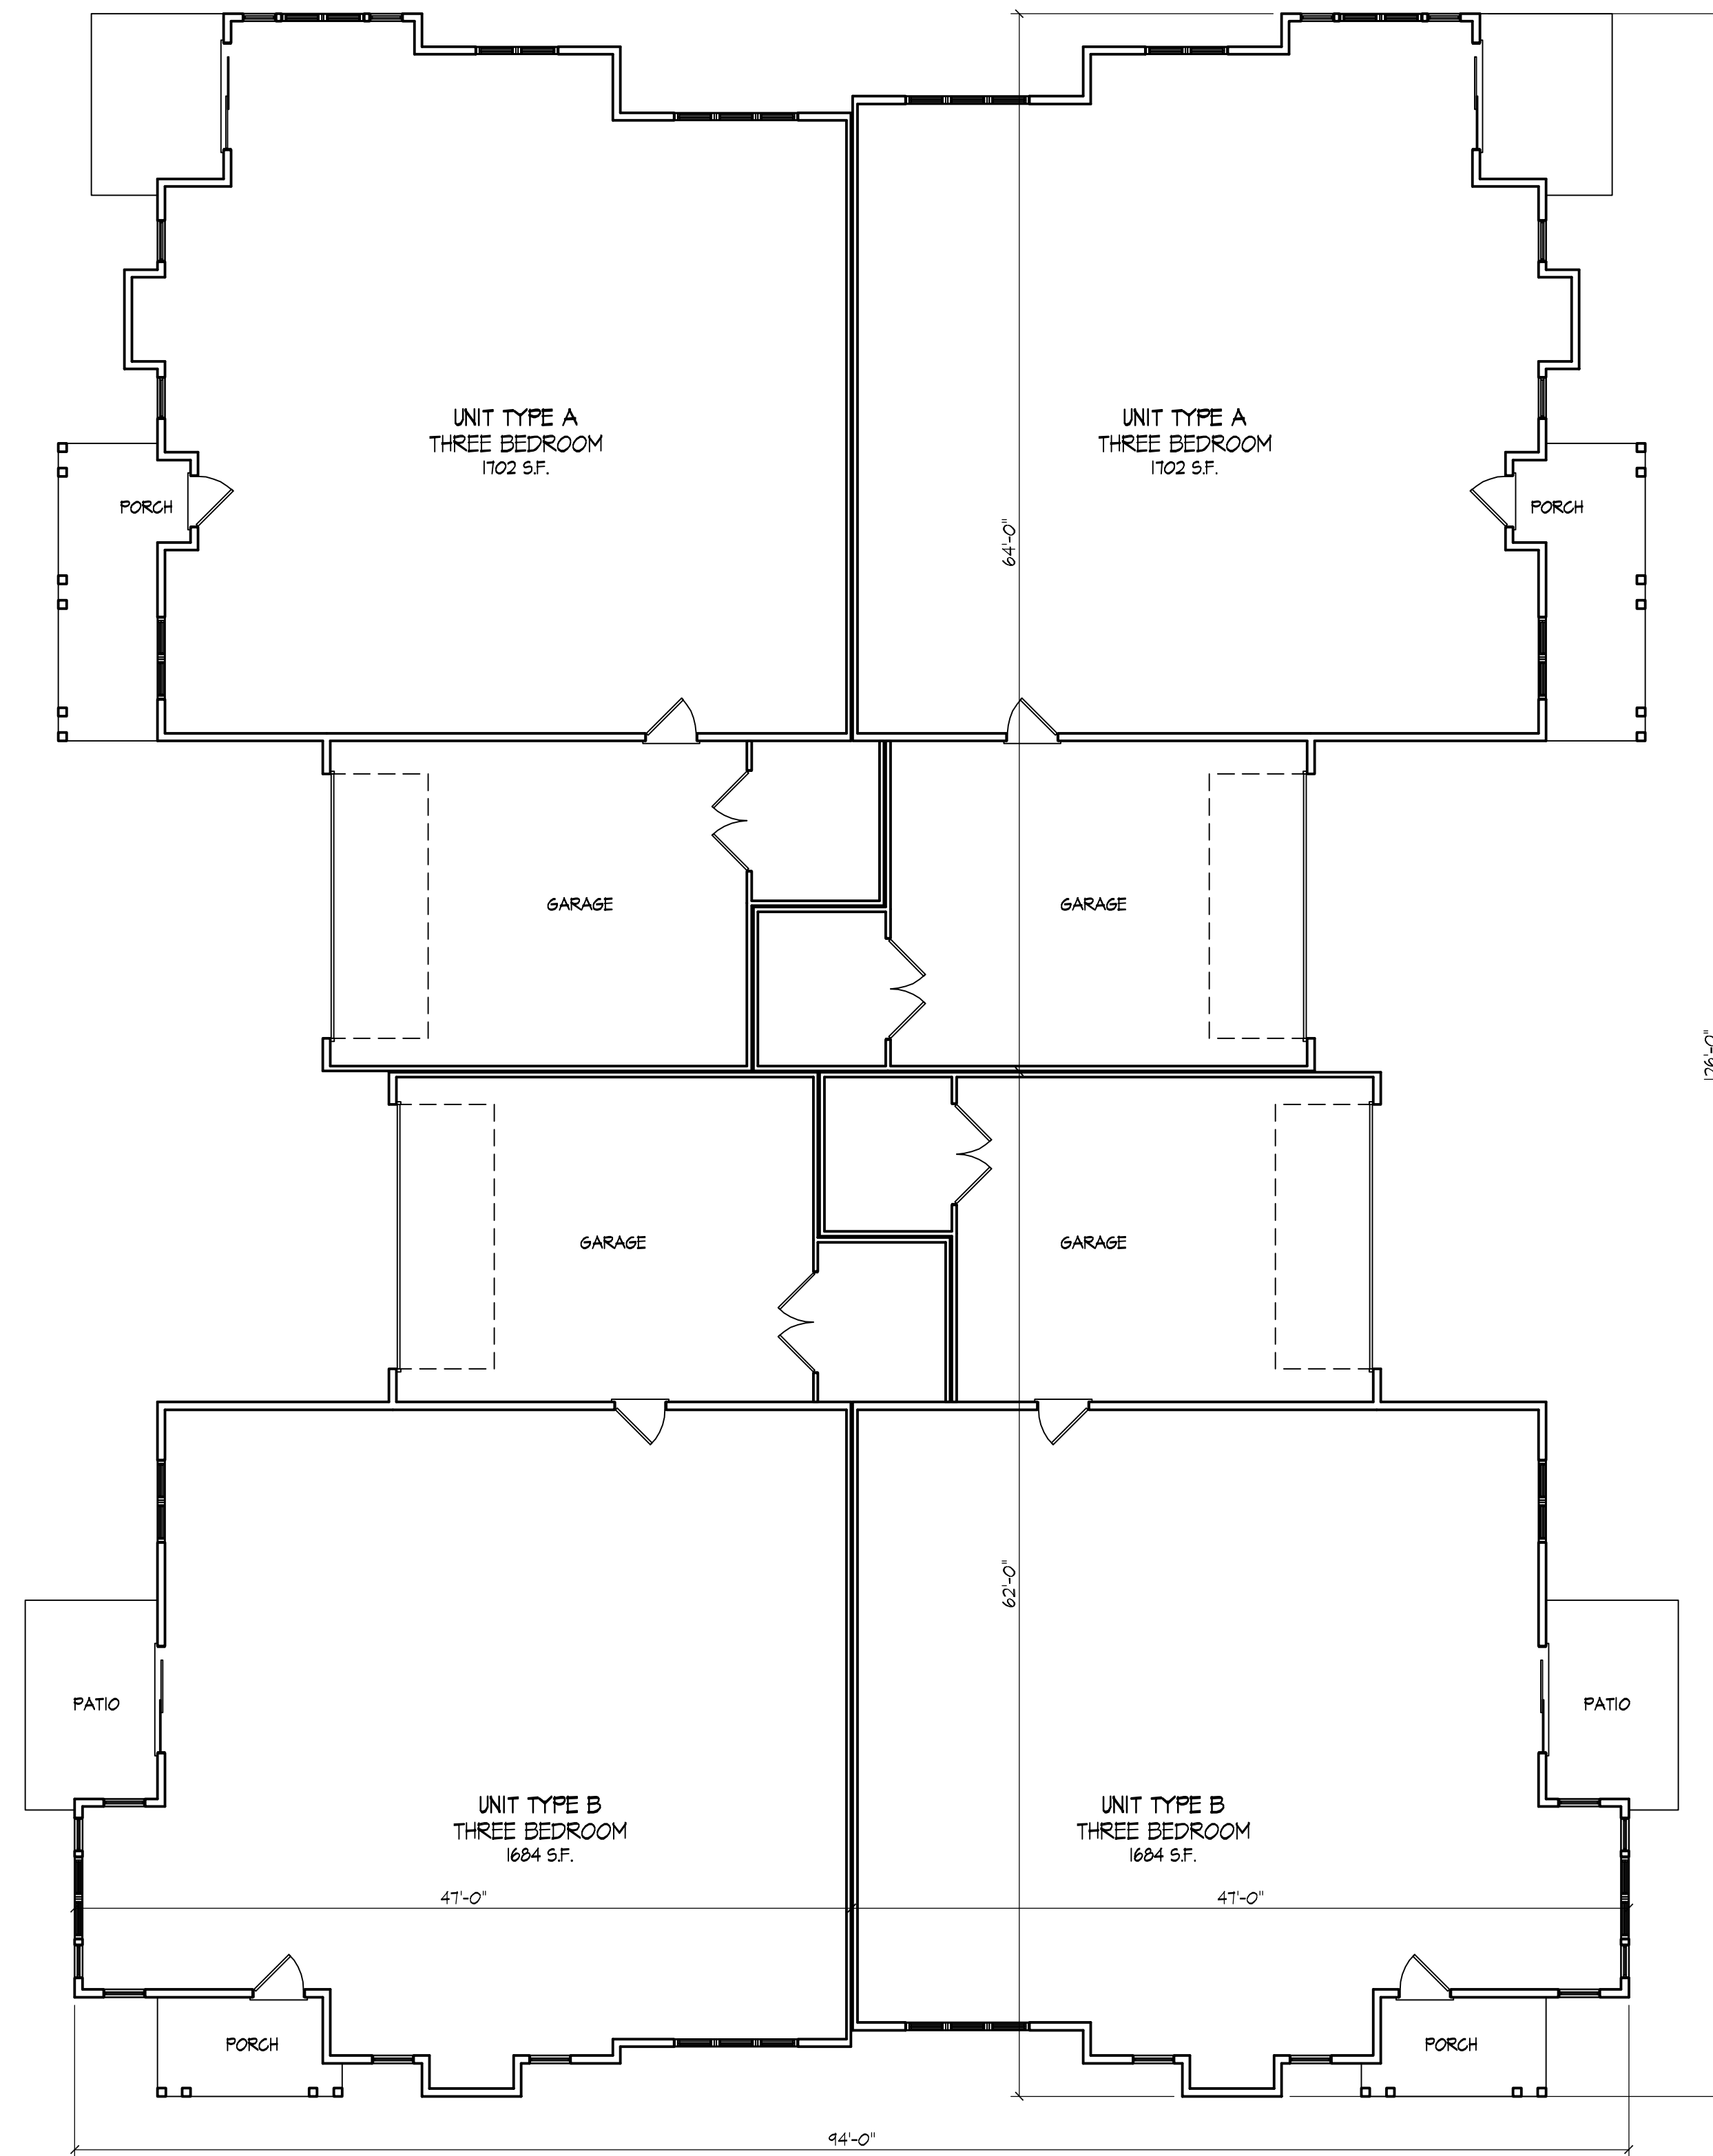 UNIT TYPE A
THREE BEDROOM
1702 S.F.
UNIT TYPE A
THREE BEDROOM
1702 S.F.
PORCH
PORCH
64'-0"
GARAGE
GARAGE
126'-0"
GARAGE
GARAGE
62'-0"
PATIO
PATIO
UNIT TYPE B
THREE BEDROOM
1684 S.F.
UNIT TYPE B
THREE BEDROOM
1684 S.F.
47'-0"
47'-0"
PORCH
PORCH
94'-0"